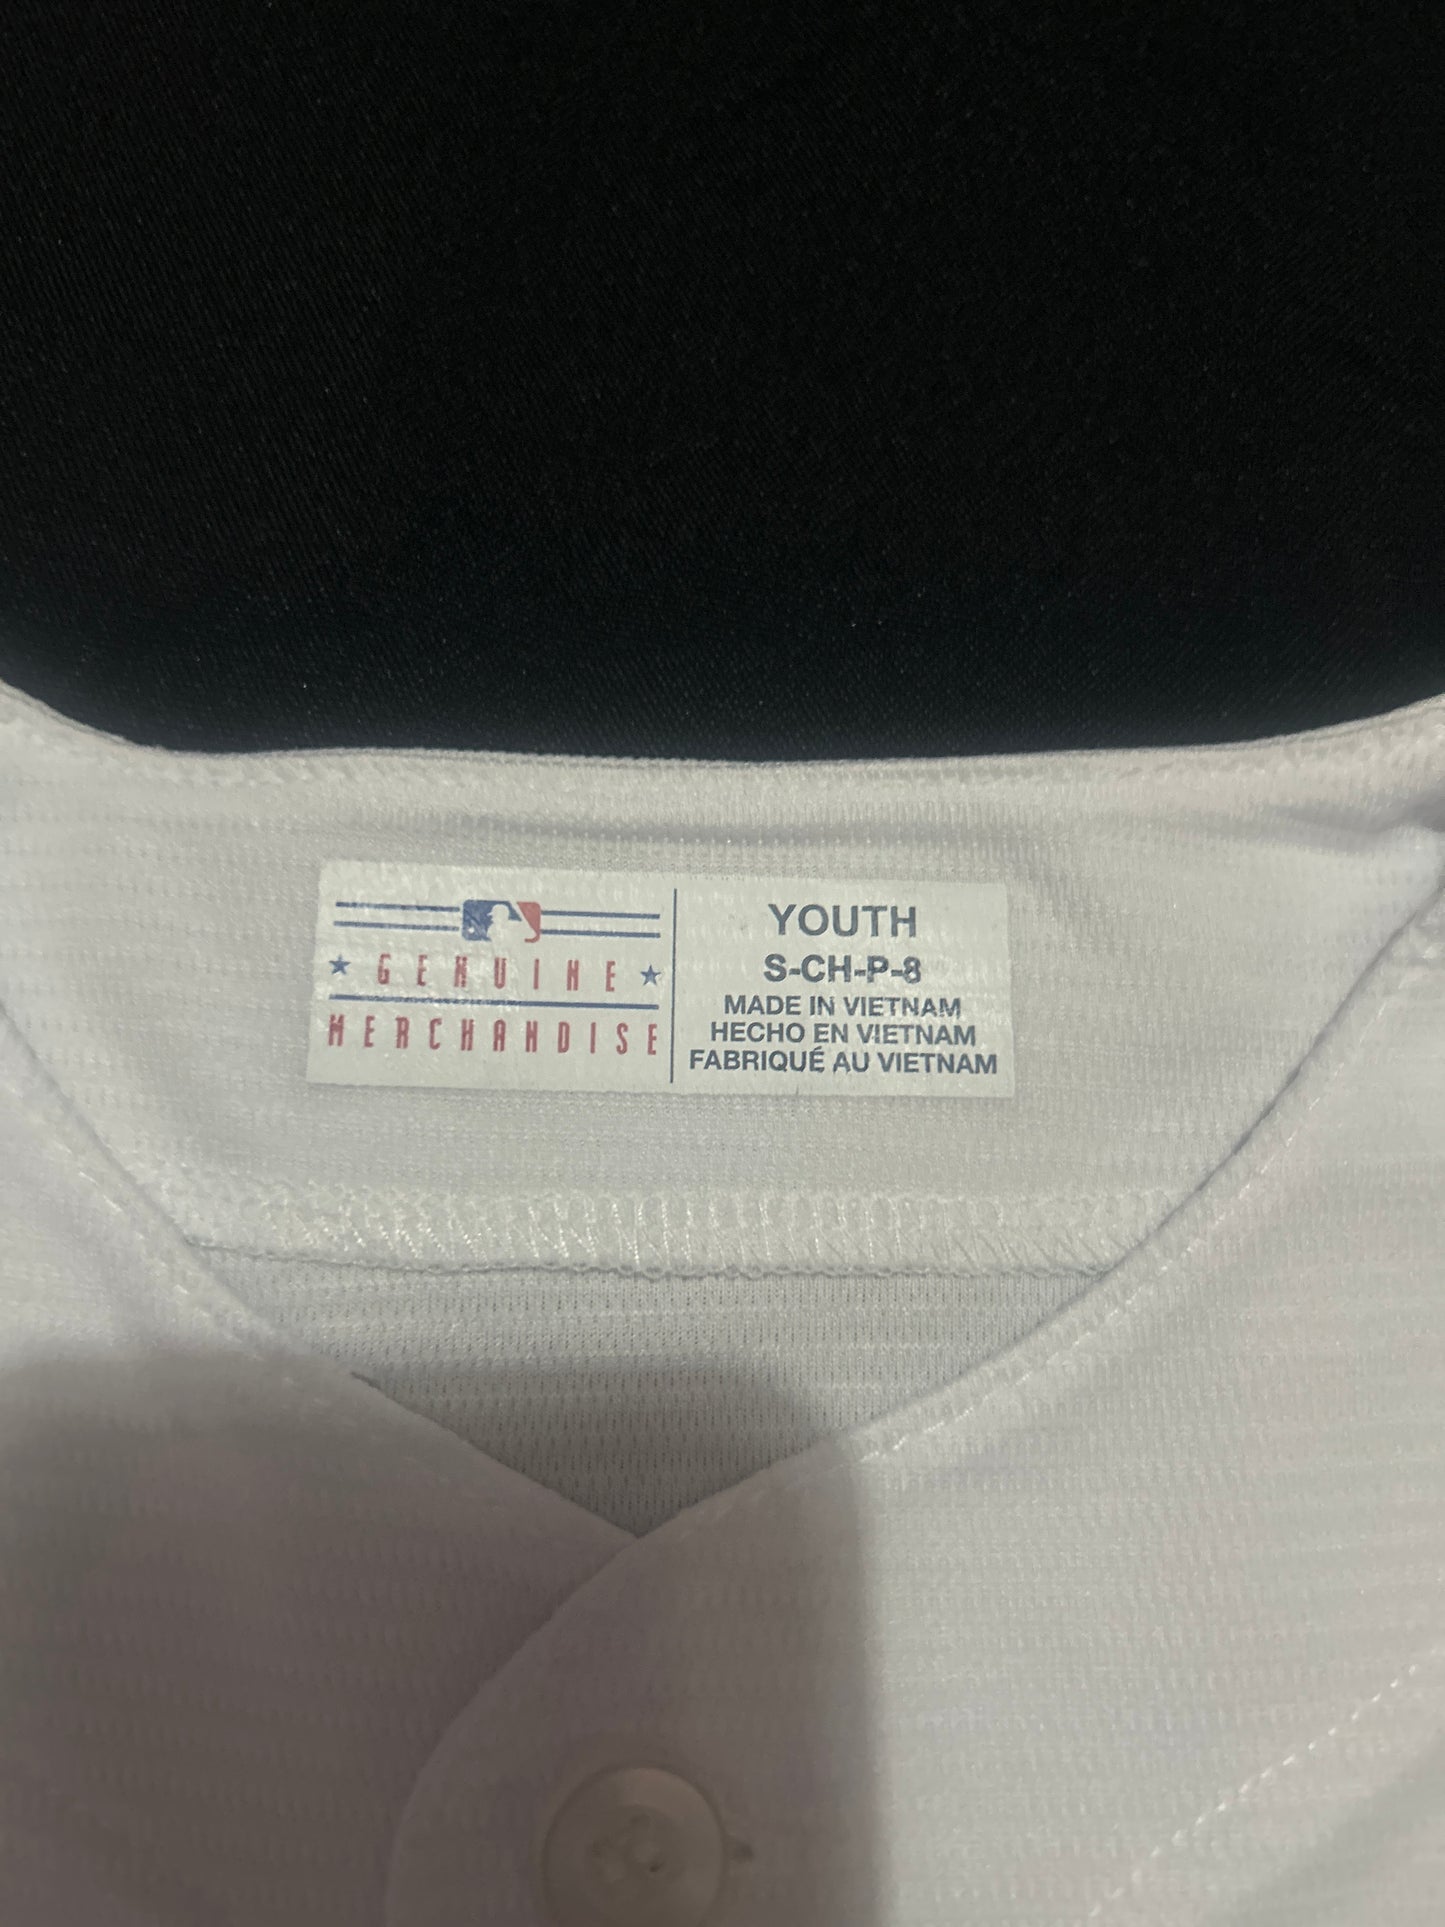 GENUINE
MERCHANDISE
YOUTH
S-CH-P-8
MADE IN VIETNAM
HECHO EN VIETNAM
FABRIQUÉ AU VIETNAM